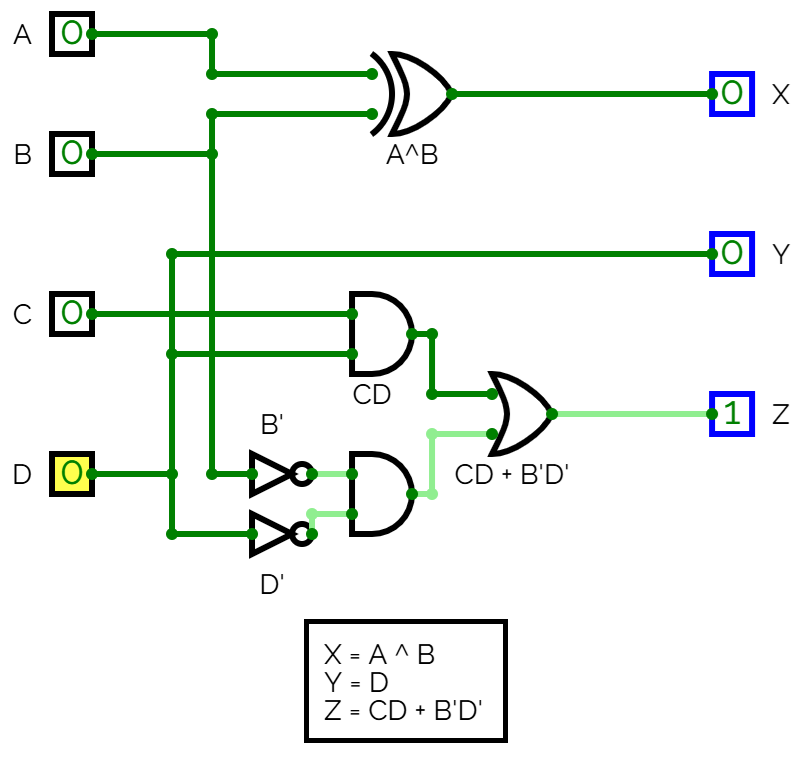 A 0
0 X
A^B
B 0
0 Y
C 0
CD
B'
1 Z
D 0
CD + B'D'
D'
X = A ^ B
Y = D
Z = CD + B'D'